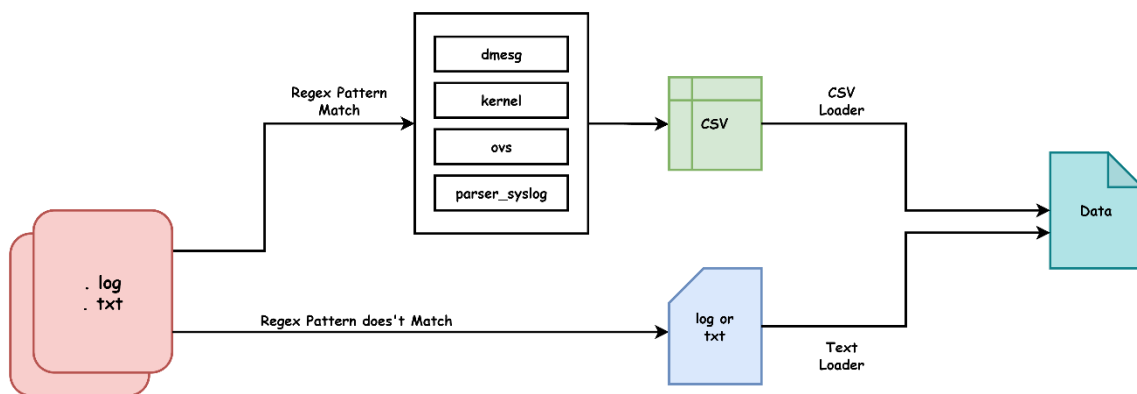 dmesg
kernel
ovs
parser_syslog
Regex Pattern
Match
CSV
CSV
Loader
Data
. log
. txt
Regex Pattern does't Match
log or
txt
Text
Loader